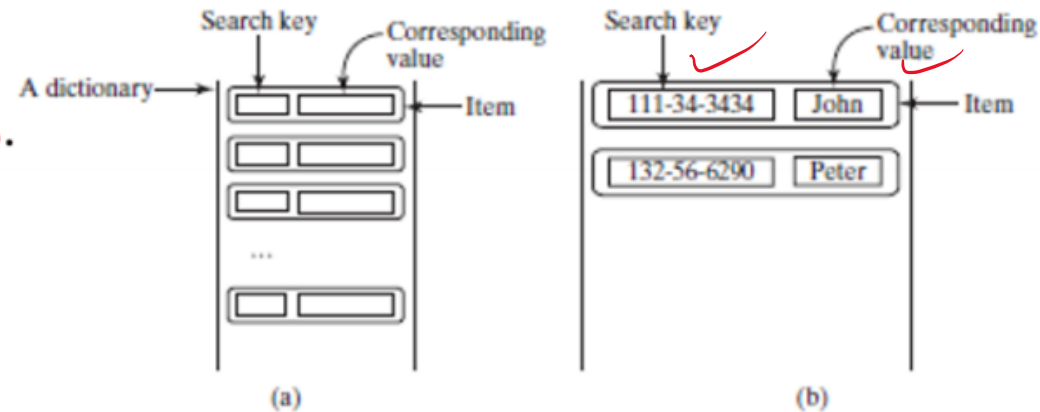 Search key
Corresponding
value
A dictionary
Item
...
(a)
Search key
Corresponding
value
111-34-3434 John
Item
132-56-6290 Peter
(b)